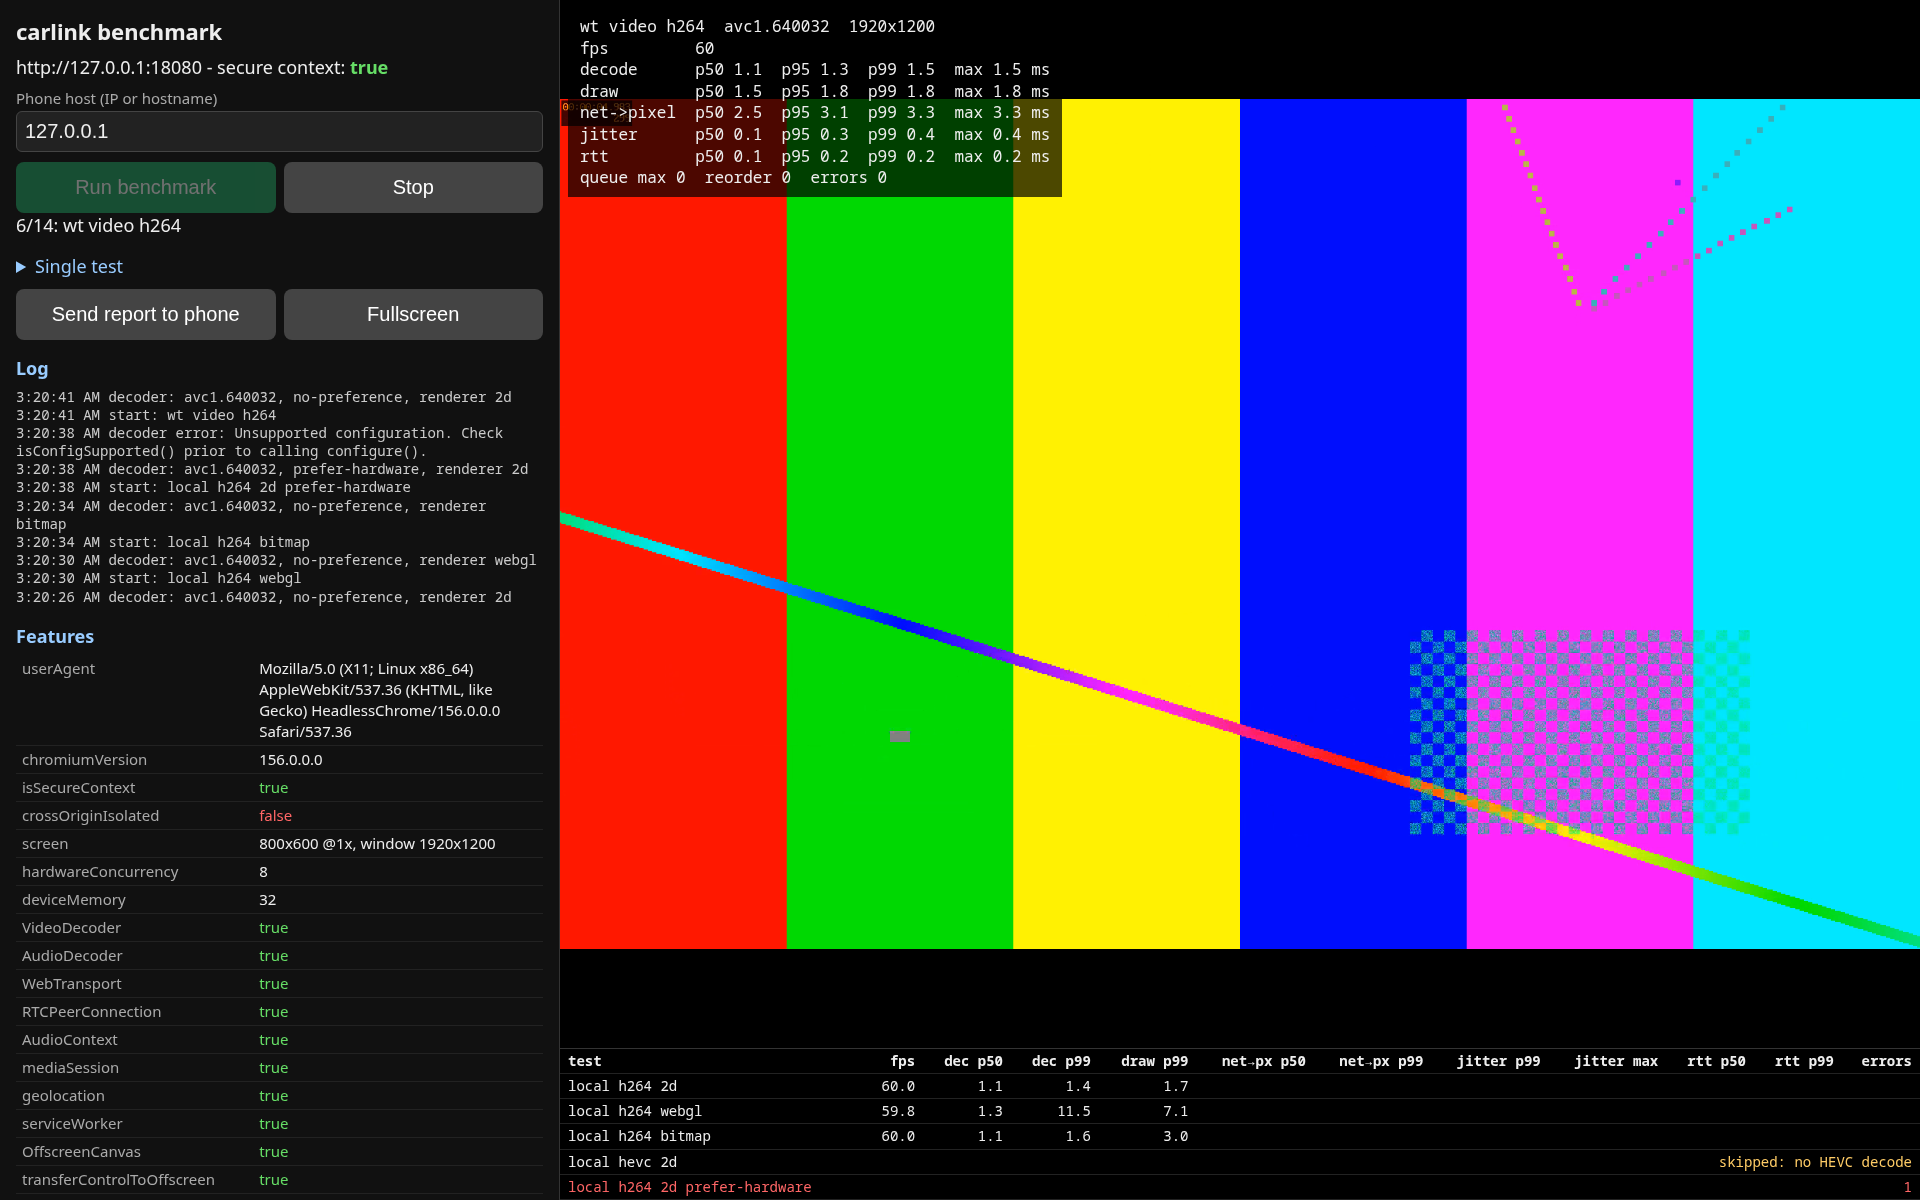 carlink benchmark
http://127.0.0.1:18080 - secure context: true
Phone host (IP or hostname)
127.0.0.1
Run benchmark
Stop
6/14: wt video h264
Single test
Send report to phone
Fullscreen
Log
3:20:41 AM decoder: avc1.640032, no-preference, renderer 2d
3:20:41 AM start: wt video h264
3:20:38 AM decoder error: Unsupported configuration. Check
isConfigSupported() prior to calling configure().
3:20:38 AM decoder: avc1.640032, prefer-hardware, renderer 2d
3:20:38 AM start: local h264 2d prefer-hardware
3:20:34 AM decoder: avc1.640032, no-preference, renderer
bitmap
3:20:34 AM start: local h264 bitmap
3:20:30 AM decoder: avc1.640032, no-preference, renderer webgl
3:20:30 AM start: local h264 webgl
3:20:26 AM decoder: avc1.640032, no-preference, renderer 2d
Features
userAgent Mozilla/5.0 (X11; Linux x86_64)
AppleWebKit/537.36 (KHTML, like
Gecko) HeadlessChrome/156.0.0.0
Safari/537.36
chromiumVersion 156.0.0.0
isSecureContext true
crossOriginIsolated false
screen 800x600 @1x, window 1920x1200
hardwareConcurrency 8
deviceMemory 32
VideoDecoder true
AudioDecoder true
WebTransport true
RTCPeerConnection true
AudioContext true
mediaSession true
geolocation true
serviceWorker true
OffscreenCanvas true
transferControlToOffscreen true
wt video h264 avc1.640032 1920x1200
fps 60
decode p50 1.1 p95 1.3 p99 1.5 max 1.5 ms
draw p50 1.5 p95 1.8 p99 1.8 max 1.8 ms
net->pixel p50 2.5 p95 3.1 p99 3.3 max 3.3 ms
jitter p50 0.1 p95 0.3 p99 0.4 max 0.4 ms
rtt p50 0.1 p95 0.2 p99 0.2 max 0.2 ms
queue max 0 reorder 0 errors 0
test fps dec p50 dec p99 draw p99 net→px p50 net→px p99 jitter p99 jitter max rtt p50 rtt p99 errors
local h264 2d 60.0 1.1 1.4 1.7
local h264 webgl 59.8 1.3 11.5 7.1
local h264 bitmap 60.0 1.1 1.6 3.0
local hevc 2d skipped: no HEVC decode
local h264 2d prefer-hardware 1